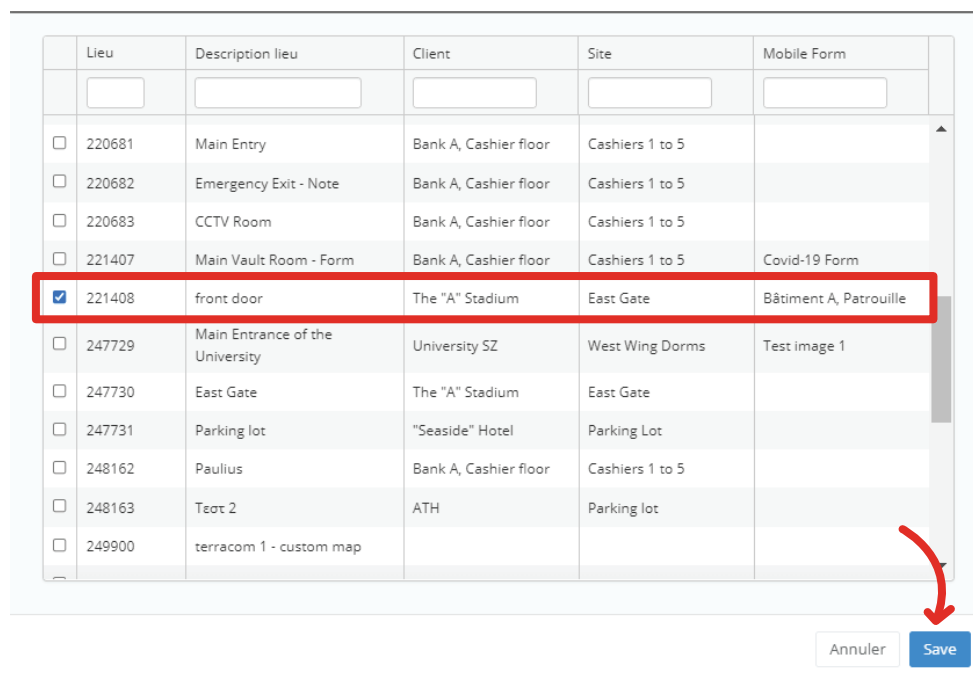 Lieu Description lieu Client Site Mobile Form
220681 Main Entry Bank A, Cashier floor Cashiers 1 to 5
220682 Emergency Exit - Note Bank A, Cashier floor Cashiers 1 to 5
220683 CCTV Room Bank A, Cashier floor Cashiers 1 to 5
221407 Main Vault Room - Form Bank A, Cashier floor Cashiers 1 to 5 Covid-19 Form
221408 front door The "A" Stadium East Gate Bâtiment A, Patrouille
247729 Main Entrance of the University University SZ West Wing Dorms Test image 1
247730 East Gate The "A" Stadium East Gate
247731 Parking lot "Seaside" Hotel Parking Lot
248162 Paulius Bank A, Cashier floor Cashiers 1 to 5
248163 Τεστ 2 ATH Parking lot
249900 terracom 1 - custom map
Annuler Save